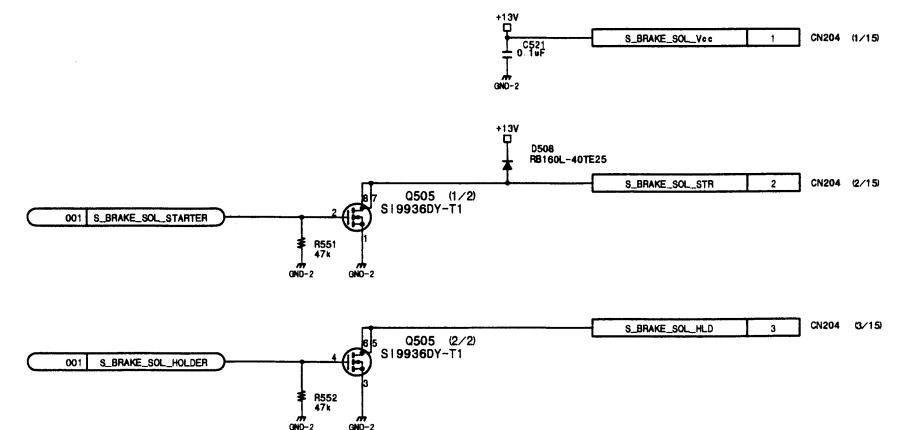 +13V
S_BRAKE_SOL_Vcc 1 CN204 (1/15)
C521
0.1uF
GND-2
+13V
D508
RB160L-40TE25
S_BRAKE_SOL_STR 2 CN204 (2/15)
8 7 Q505 (1/2)
SI9936DY-T1
001 S_BRAKE_SOL_STARTER 2
1
R551
47k
GND-2 GND-2
S_BRAKE_SOL_HLD 3 CN204 (3/15)
6 5 Q505 (2/2)
SI9936DY-T1
001 S_BRAKE_SOL_HOLDER 4
3
R552
47k
GND-2 GND-2